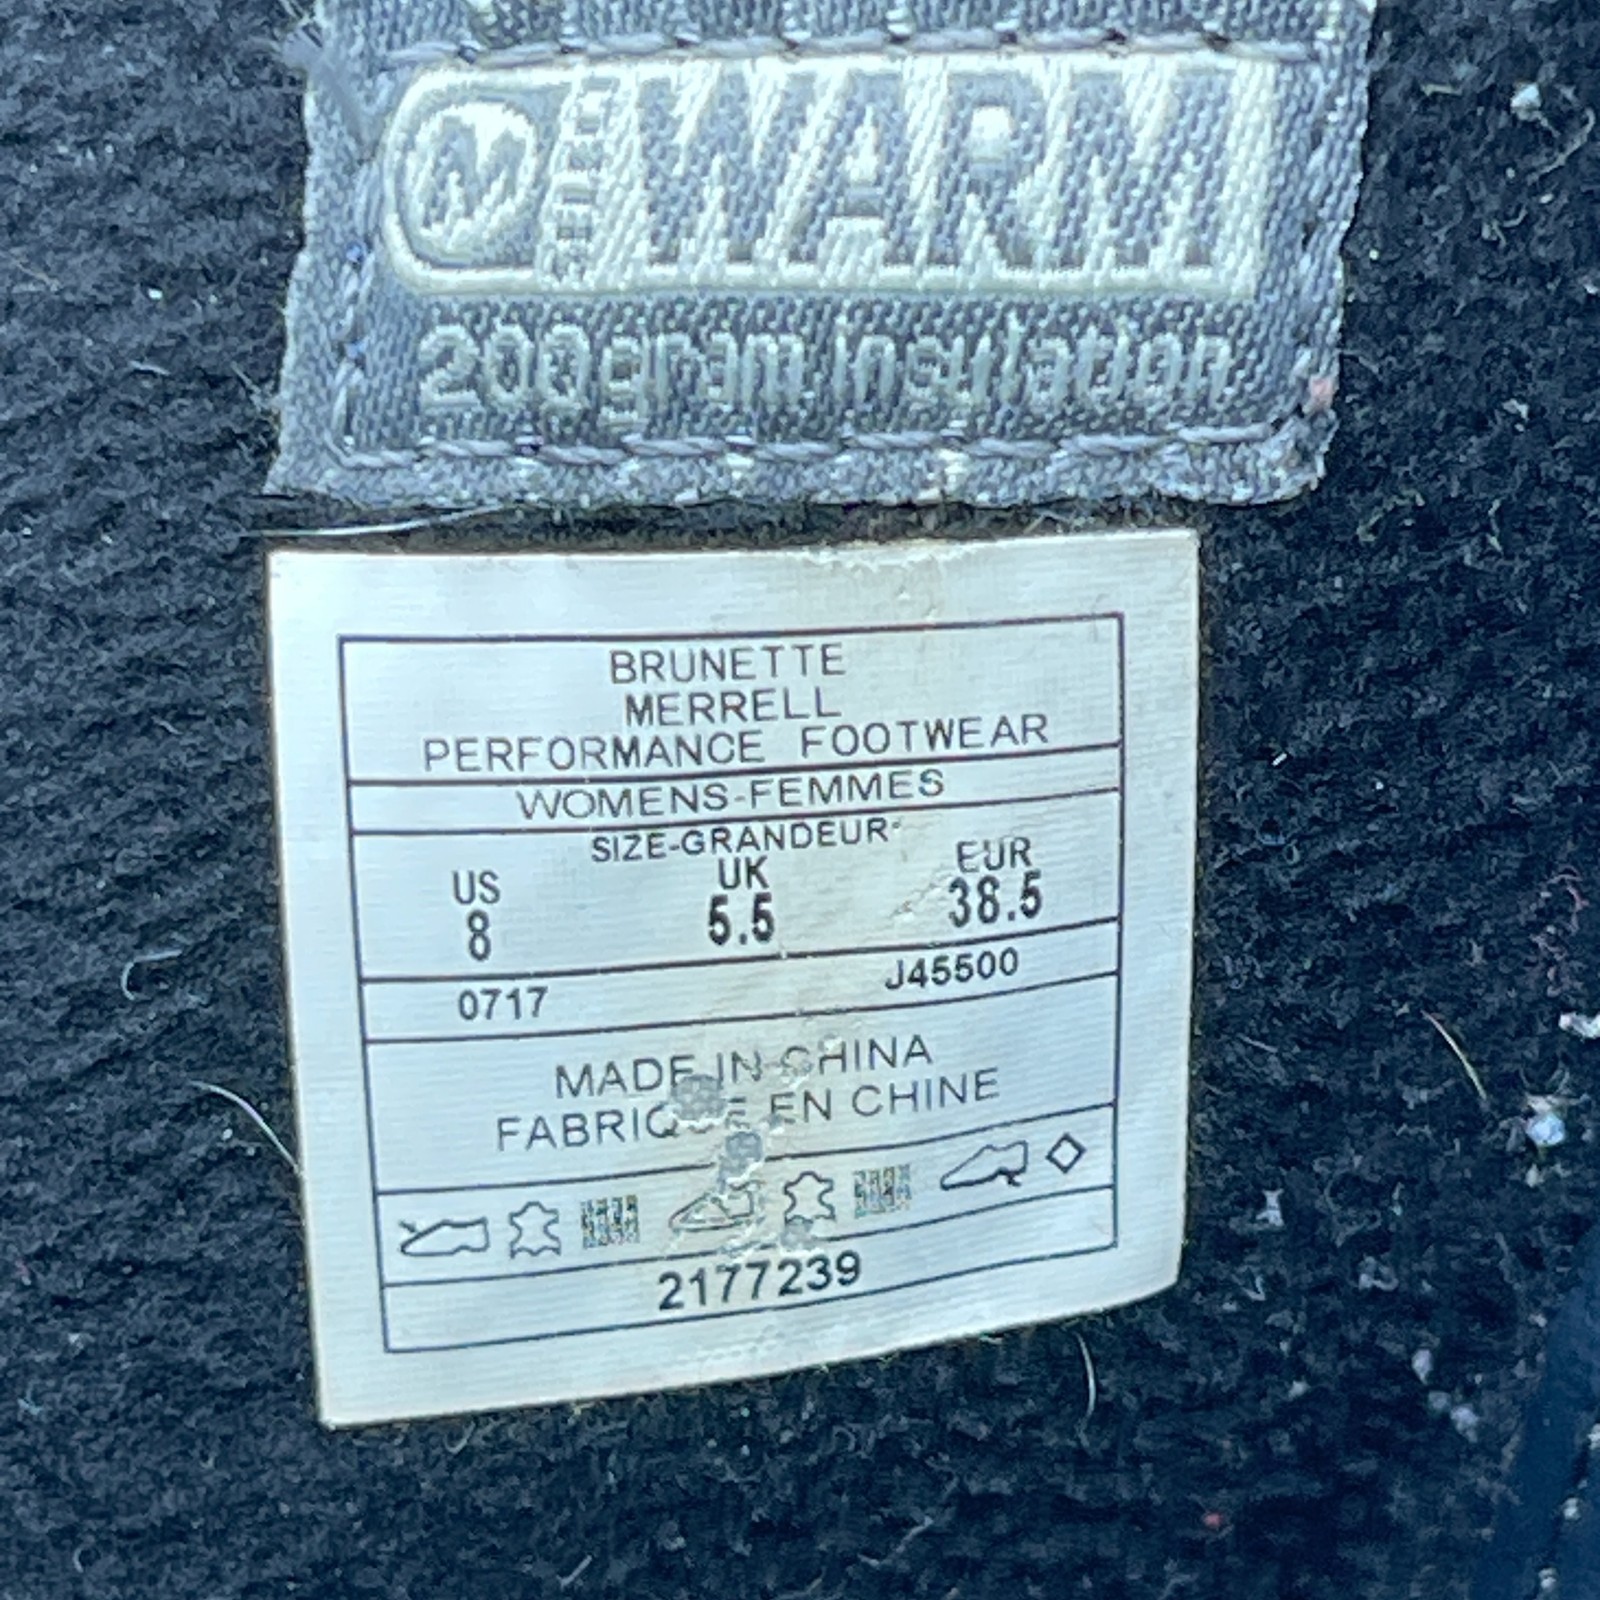 WARM
200gram insulation
BRUNETTE
MERRELL
PERFORMANCE FOOTWEAR
WOMENS-FEMMES
SIZE-GRANDEUR
US UK EUR
8 5.5 38.5
0717 J45500
MADE IN CHINA
FABRIQUE EN CHINE
2177239